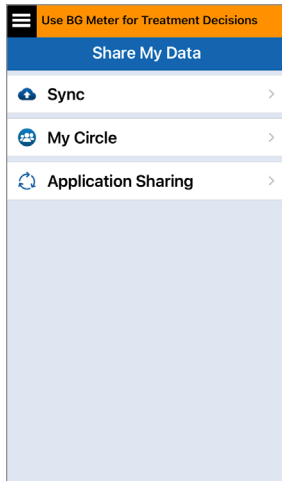 Use BG Meter for Treatment Decisions
Share My Data
Sync
My Circle
Application Sharing